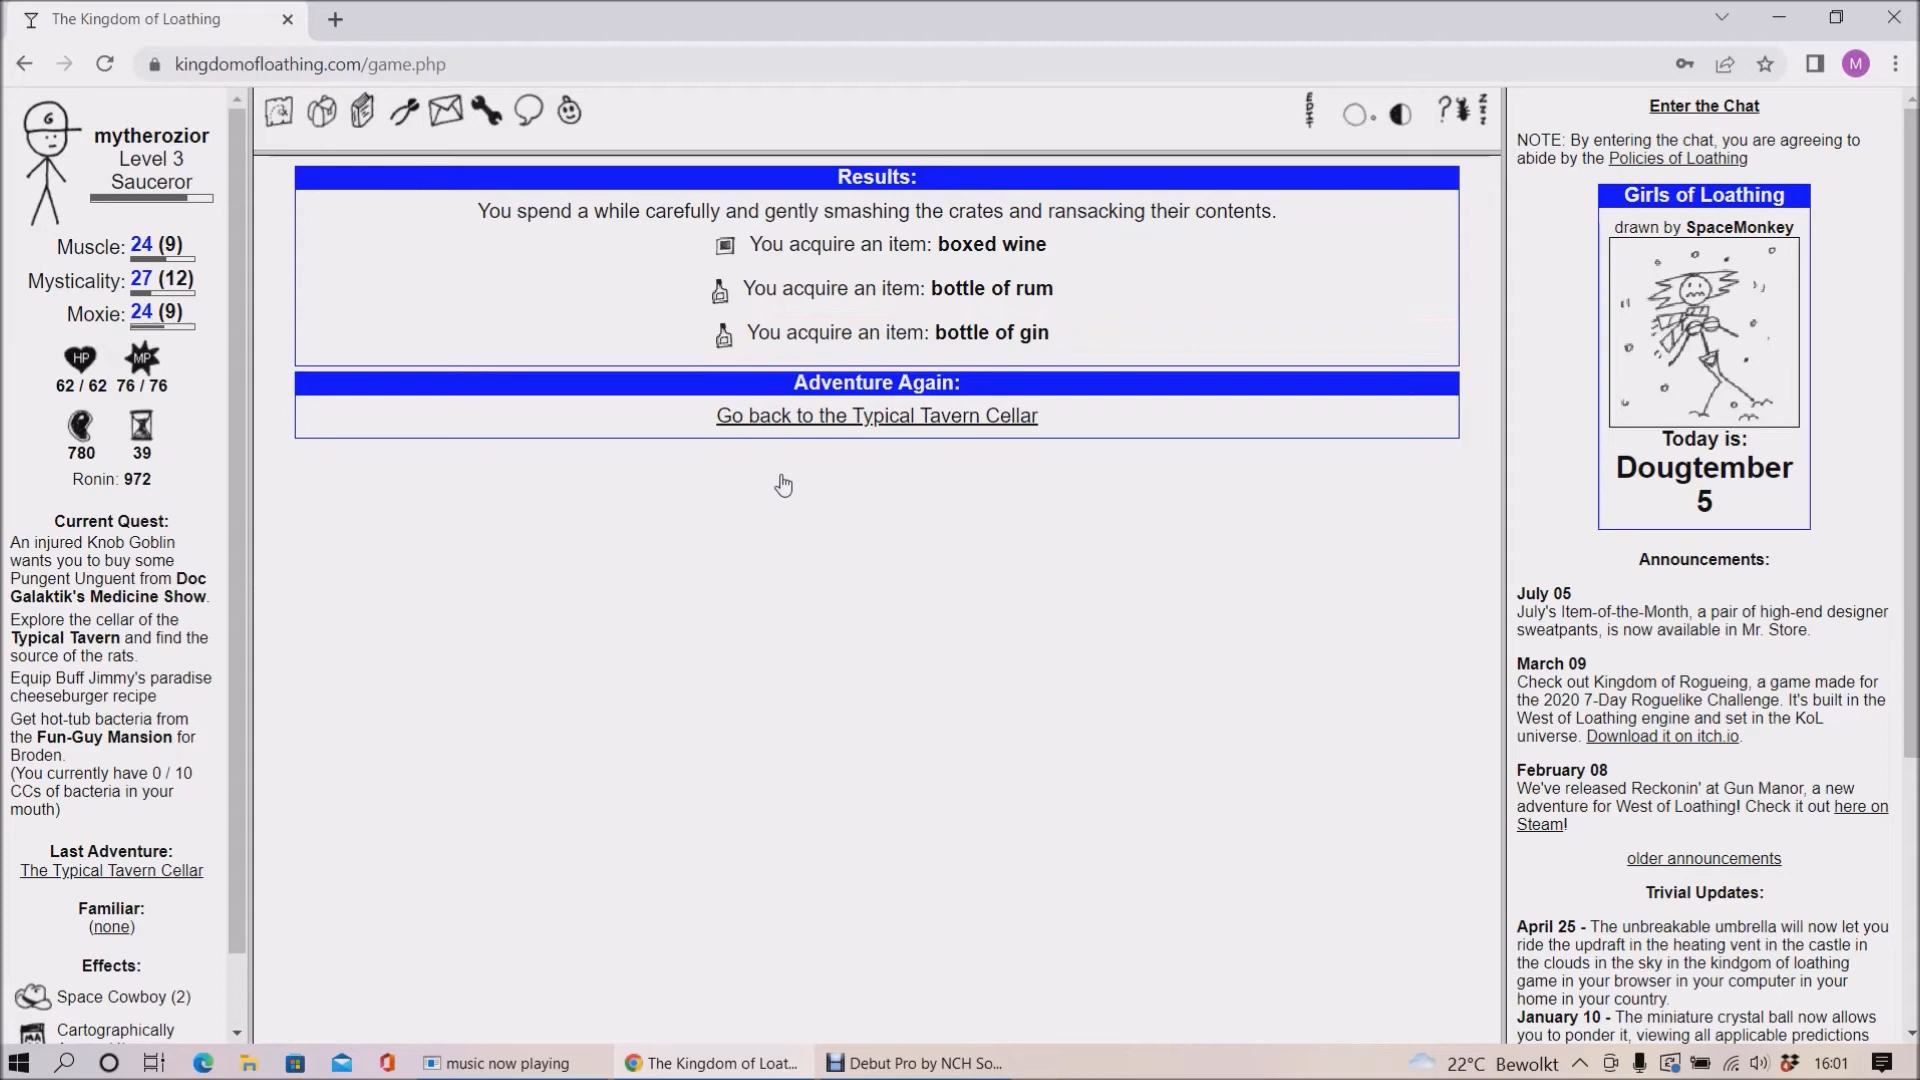 The Kingdom of Loathing
kingdomofloathing.com/game.php
M
G
mytherozior
Level 3
Sauceror
Muscle: 24 (9)
Mysticality: 27 (12)
Moxie: 24 (9)
HP MP
62 / 62 76 / 76
780 39
Ronin: 972
Current Quest:
An injured Knob Goblin
wants you to buy some
Pungent Unguent from Doc
Galaktik's Medicine Show.
Explore the cellar of the
Typical Tavern and find the
source of the rats.
Equip Buff Jimmy's paradise
cheeseburger recipe
Get hot-tub bacteria from
the Fun-Guy Mansion for
Broden.
(You currently have 0 / 10
CCs of bacteria in your
mouth)
Last Adventure:
The Typical Tavern Cellar
Familiar:
(none)
Effects:
Space Cowboy (2)
Cartographically
EDIT
?
ZZZ
Results:
You spend a while carefully and gently smashing the crates and ransacking their contents.
You acquire an item: boxed wine
You acquire an item: bottle of rum
You acquire an item: bottle of gin
Adventure Again:
Go back to the Typical Tavern Cellar
Enter the Chat
NOTE: By entering the chat, you are agreeing to
abide by the Policies of Loathing
Girls of Loathing
drawn by SpaceMonkey
Today is:
Dougtember
5
Announcements:
July 05
July's Item-of-the-Month, a pair of high-end designer
sweatpants, is now available in Mr. Store.
March 09
Check out Kingdom of Rogueing, a game made for
the 2020 7-Day Roguelike Challenge. It's built in the
West of Loathing engine and set in the KoL
universe. Download it on itch.io.
February 08
We've released Reckonin' at Gun Manor, a new
adventure for West of Loathing! Check it out here on
Steam!
older announcements
Trivial Updates:
April 25 - The unbreakable umbrella will now let you
ride the updraft in the heating vent in the castle in
the clouds in the sky in the kindgom of loathing
game in your browser in your computer in your
home in your country.
January 10 - The miniature crystal ball now allows
you to ponder it, viewing all applicable predictions
music now playing
The Kingdom of Loat...
Debut Pro by NCH So...
22°C Bewolkt
16:01